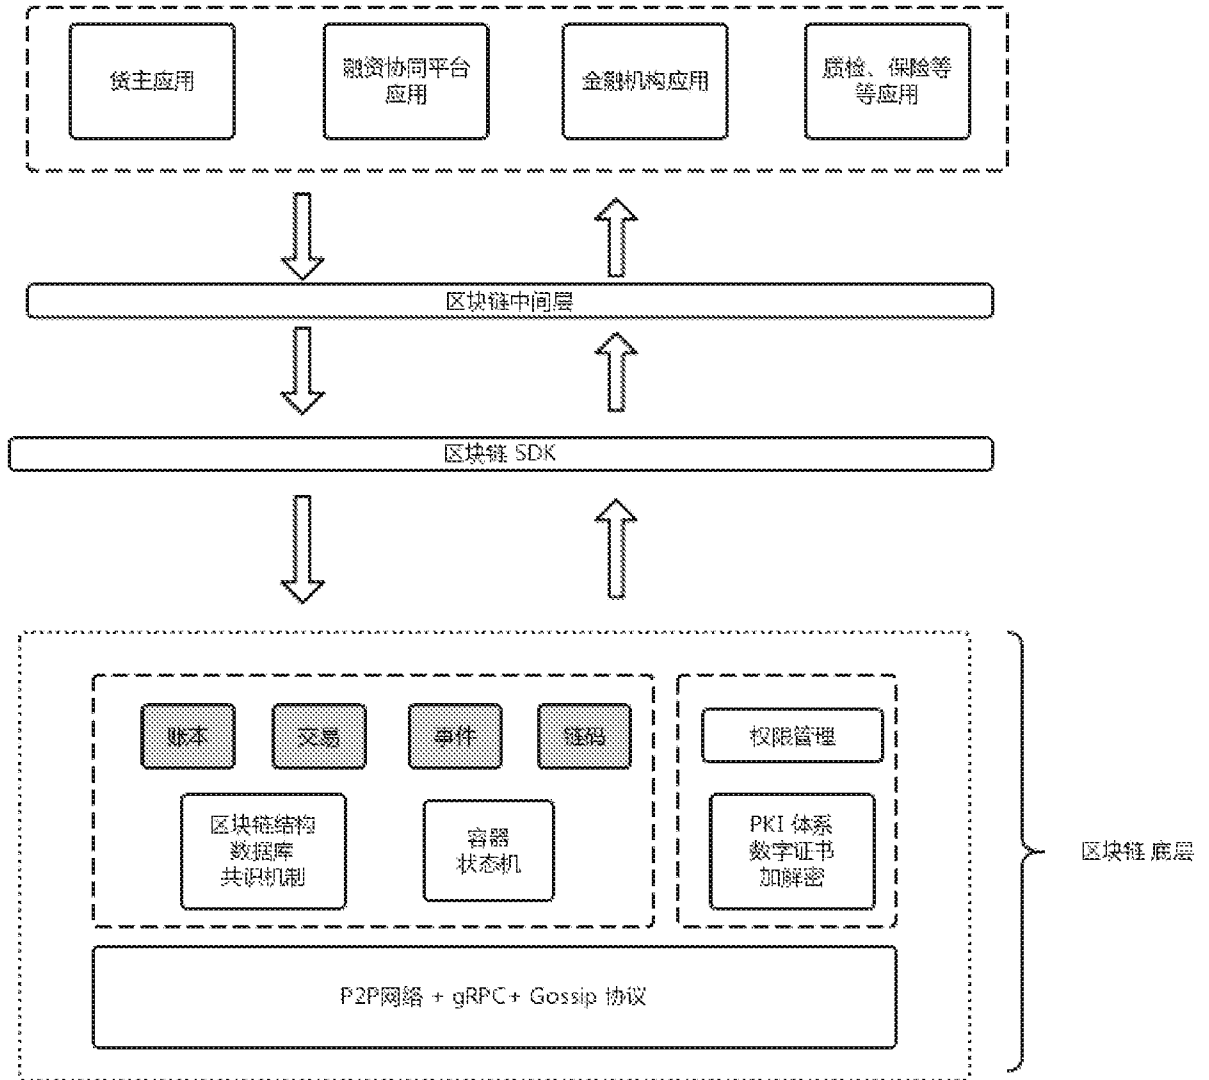 货主应用
融资协同平台
应用
金融机构应用
质检、保险等
等应用
区块链中间层
区块链 SDK
账本
交易
事件
链码
权限管理
区块链结构
数据库
共识机制
容器
状态机
PKI 体系
数字证书
加解密
区块链 底层
P2P网络 + gRPC+ Gossip 协议